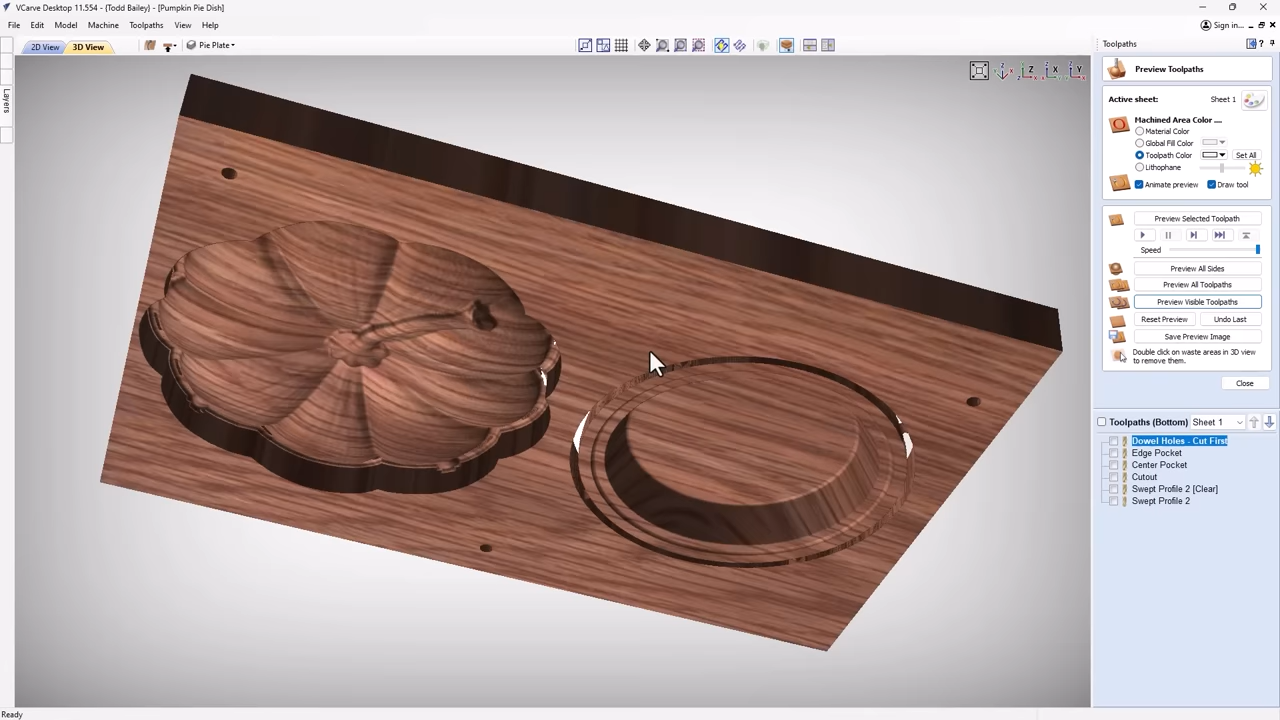 VCarve Desktop 11.554 - {Todd Bailey} - [Pumpkin Pie Dish]
File Edit Model Machine Toolpaths View Help
Sign in...
2D View 3D View Pie Plate
Z X Y
Layers
Toolpaths
Preview Toolpaths
Active sheet: Sheet 1
Machined Area Color ....
Material Color
Global Fill Color
Toolpath Color Set All
Lithophane
Animate preview Draw tool
Preview Selected Toolpath
Speed
Preview All Sides
Preview All Toolpaths
Preview Visible Toolpaths
Reset Preview Undo Last
Save Preview Image
Double click on waste areas in 3D view
to remove them.
Close
Toolpaths (Bottom) Sheet 1
Dowel Holes - Cut First
Edge Pocket
Center Pocket
Cutout
Swept Profile 2 [Clear]
Swept Profile 2
Ready